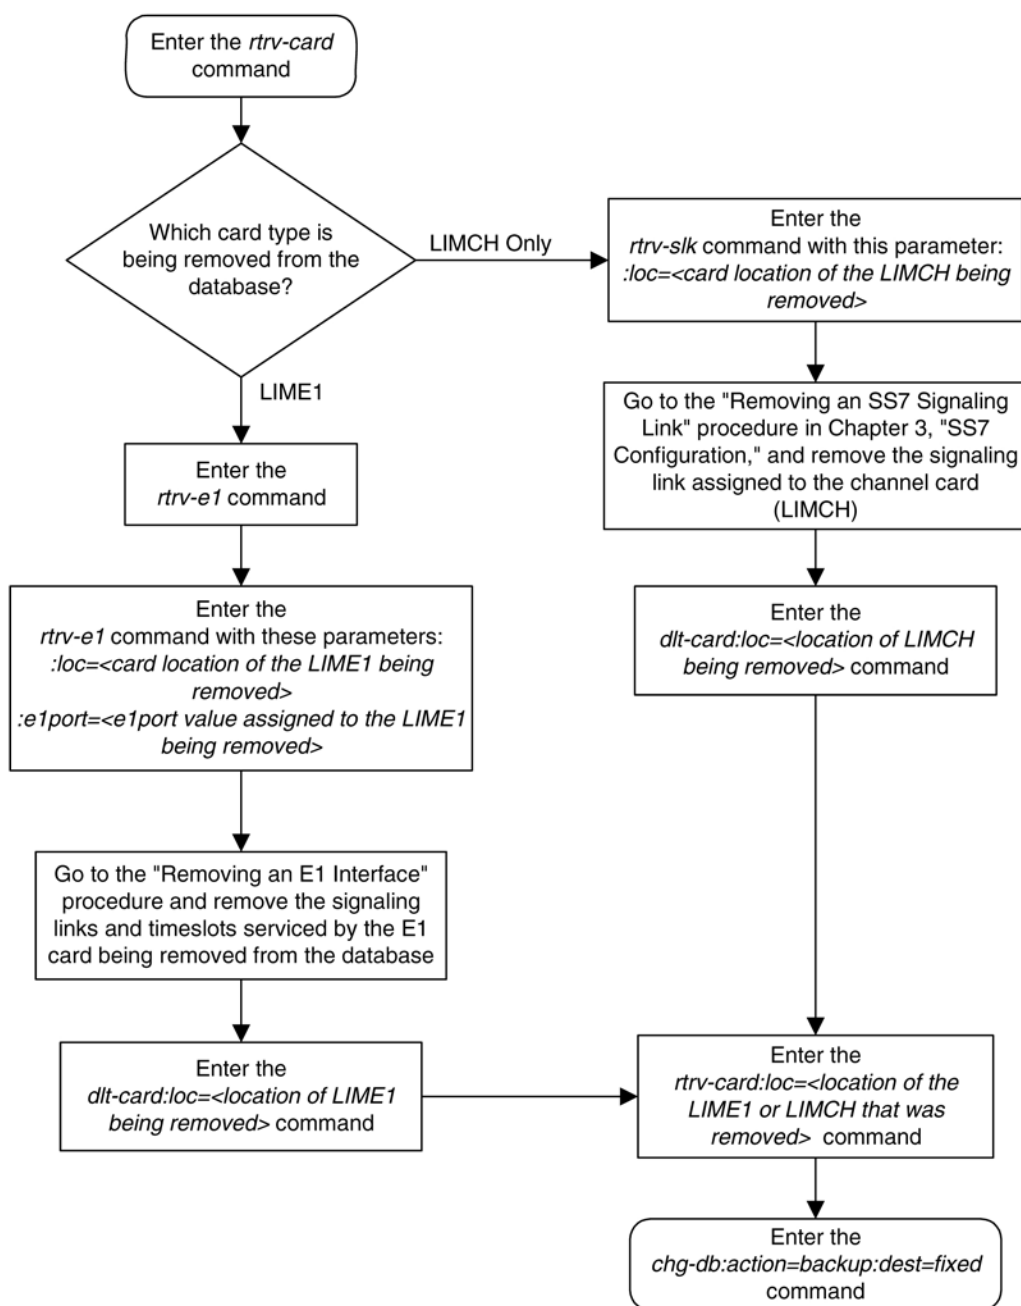 Enter the rtrv-card
command
Which card type is
being removed from the
database?
LIMCH Only
LIME1
Enter the
rtrv-slk command with this parameter:
:loc=<card location of the LIMCH being
removed>
Go to the "Removing an SS7 Signaling
Link" procedure in Chapter 3, "SS7
Configuration," and remove the signaling
link assigned to the channel card
(LIMCH)
Enter the
dlt-card:loc=<location of LIMCH
being removed> command
Enter the
rtrv-e1 command
Enter the
rtrv-e1 command with these parameters:
:loc=<card location of the LIME1 being
removed>
:e1port=<e1port value assigned to the LIME1
being removed>
Go to the "Removing an E1 Interface"
procedure and remove the signaling
links and timeslots serviced by the E1
card being removed from the database
Enter the
dlt-card:loc=<location of LIME1
being removed> command
Enter the
rtrv-card:loc=<location of the
LIME1 or LIMCH that was
removed> command
Enter the
chg-db:action=backup:dest=fixed
command